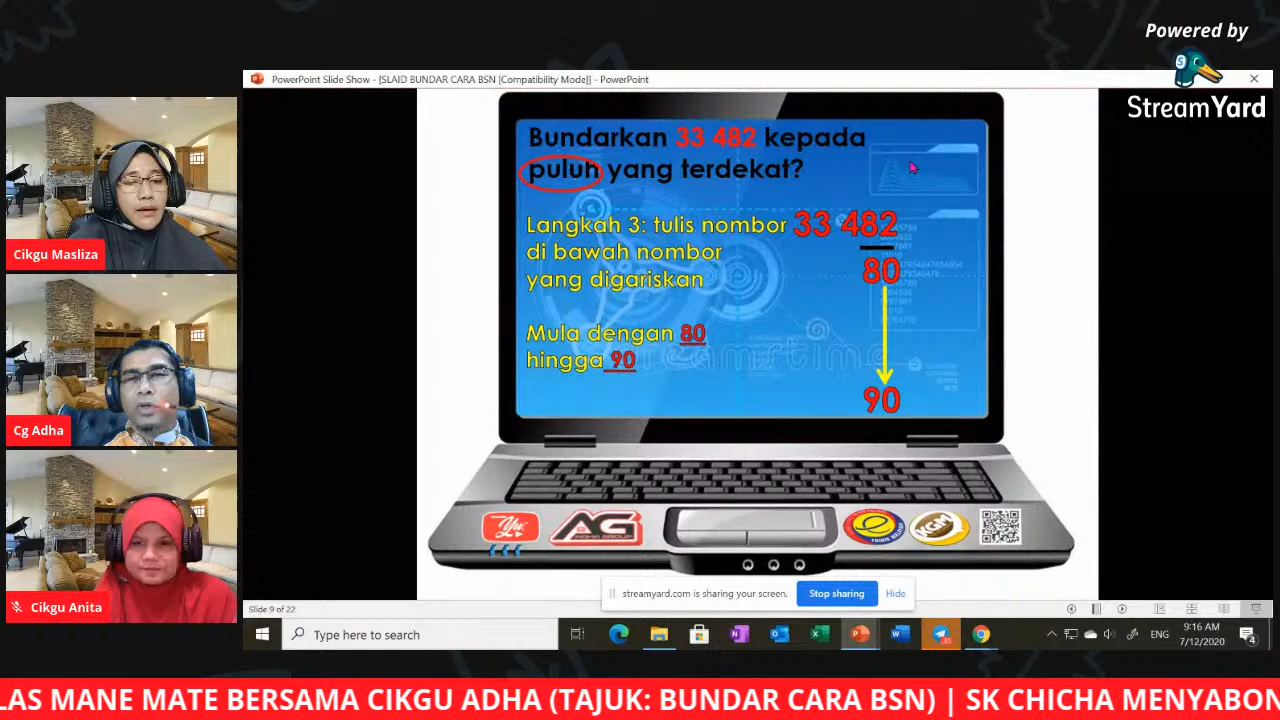 Powered by
StreamYard
PowerPoint Slide Show - [SLAID BUNDAR CARA BSN [Compatibility Mode]] - PowerPoint
Bundarkan 33 482 kepada
puluh yang terdekat?
Langkah 3: tulis nombor 33 482
di bawah nombor
yang digariskan
80
Mula dengan 80
hingga 90
90
Cikgu Masliza
Cg Adha
Cikgu Anita
AG
KGM
streamyard.com is sharing your screen.
Stop sharing
Hide
Slide 9 of 22
Type here to search
ENG
9:16 AM
7/12/2020
4
LAS MANE MATE BERSAMA CIKGU ADHA (TAJUK: BUNDAR CARA BSN) | SK CHICHA MENYABON